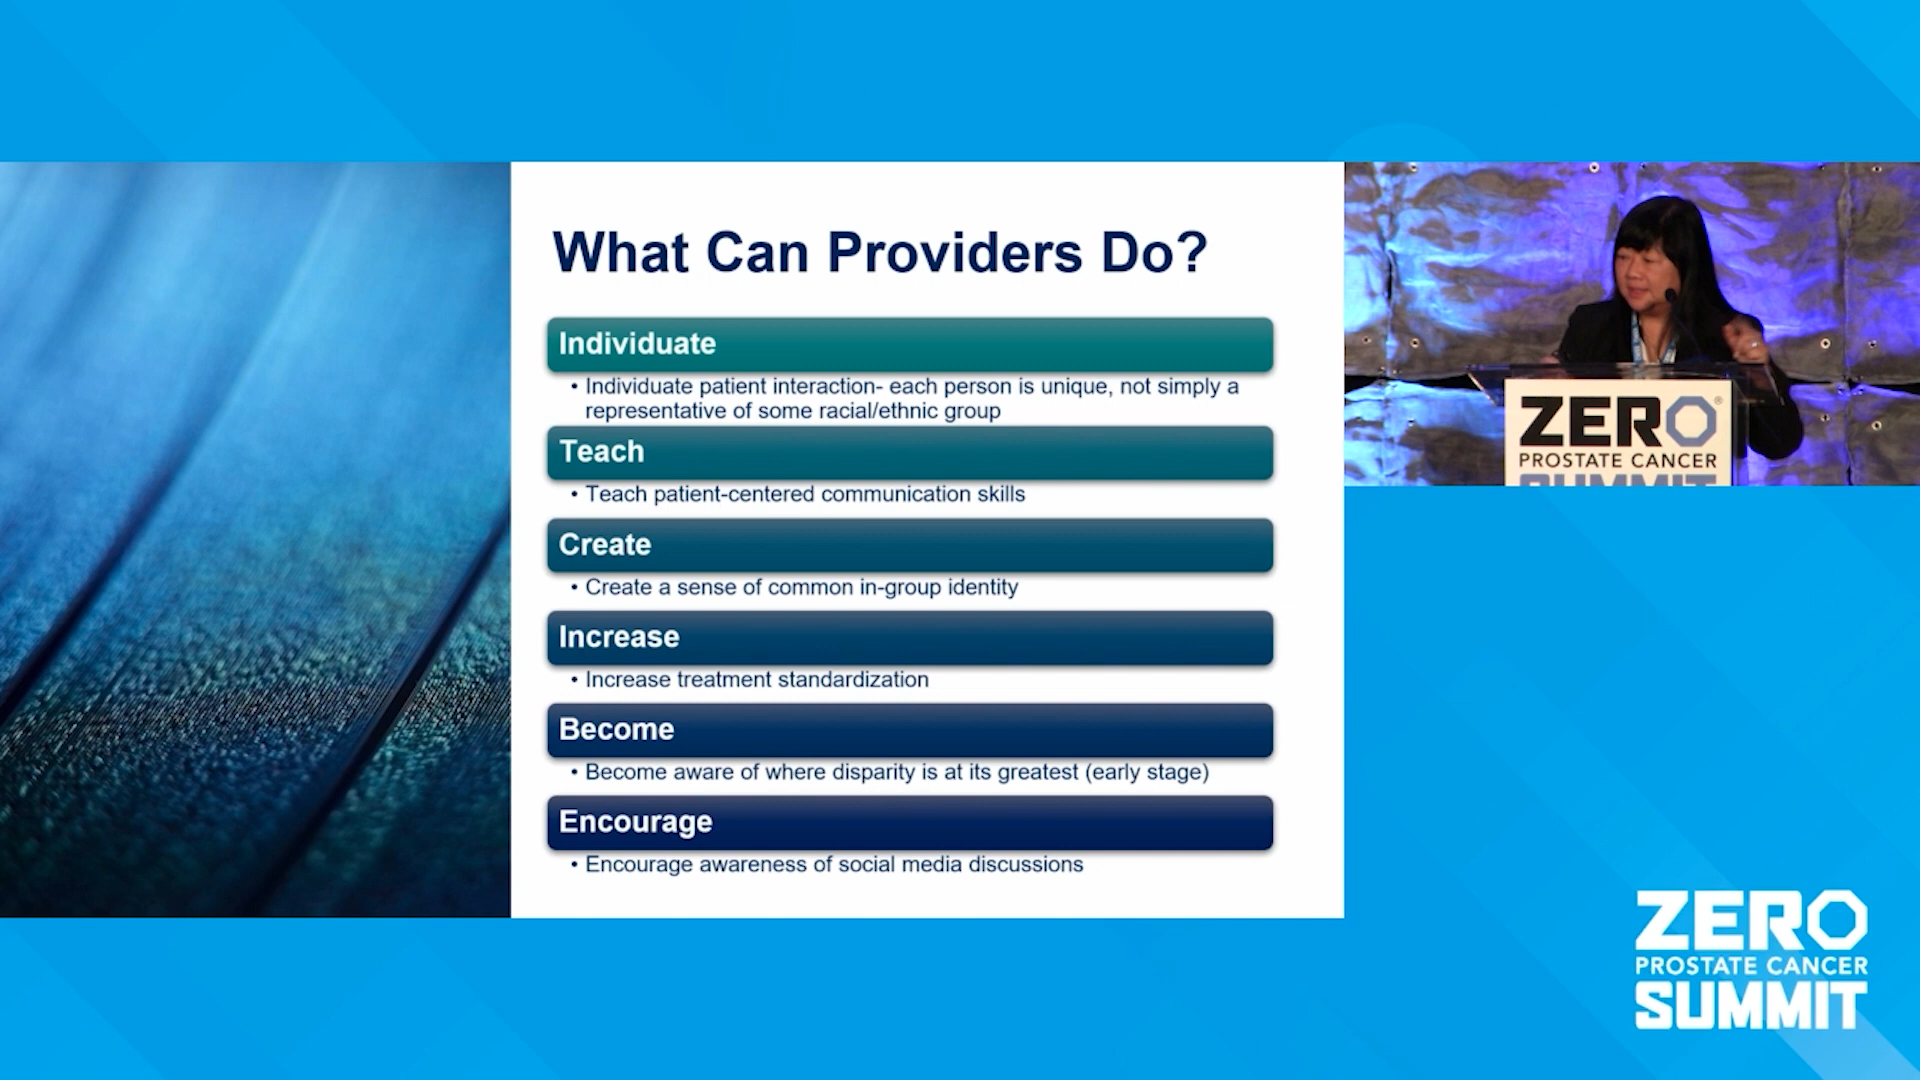 What Can Providers Do?
Individuate
• Individuate patient interaction- each person is unique, not simply a
representative of some racial/ethnic group
Teach
• Teach patient-centered communication skills
Create
• Create a sense of common in-group identity
Increase
• Increase treatment standardization
Become
• Become aware of where disparity is at its greatest (early stage)
Encourage
• Encourage awareness of social media discussions
ZERO®
PROSTATE CANCER
SUMMIT
ZERO
PROSTATE CANCER
SUMMIT